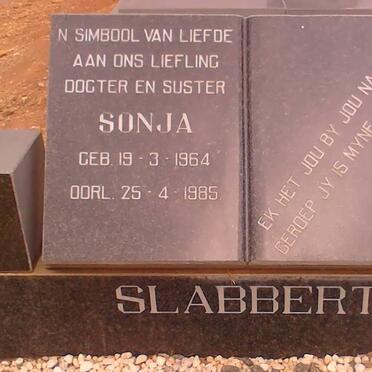 N SIMBOOL VAN LIEFDE
AAN ONS LIEFLING
DOGTER EN SUSTER
SONJA
GEB. 19-3-1964
OORL. 25-4-1985
EK HET JOU BY JOU NA
GEROEP JY IS MYNE
SLABBERT